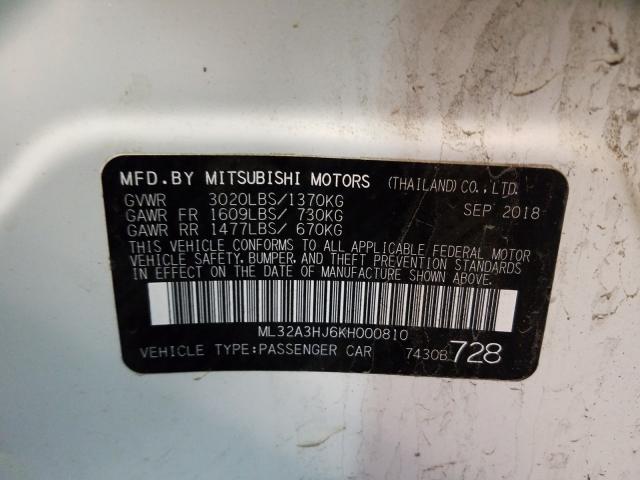 MFD.BY MITSUBISHI MOTORS (THAILAND) CO., LTD.
GVWR 3020LBS/1370KG SEP 2018
GAWR FR 1609LBS/ 730KG
GAWR RR 1477LBS/ 670KG
THIS VEHICLE CONFORMS TO ALL APPLICABLE FEDERAL MOTOR
VEHICLE SAFETY, BUMPER, AND THEFT PREVENTION STANDARDS
IN EFFECT ON THE DATE OF MANUFACTURE SHOWN ABOVE.
ML32A3HJ6KH000810
VEHICLE TYPE:PASSENGER CAR 7430B 728